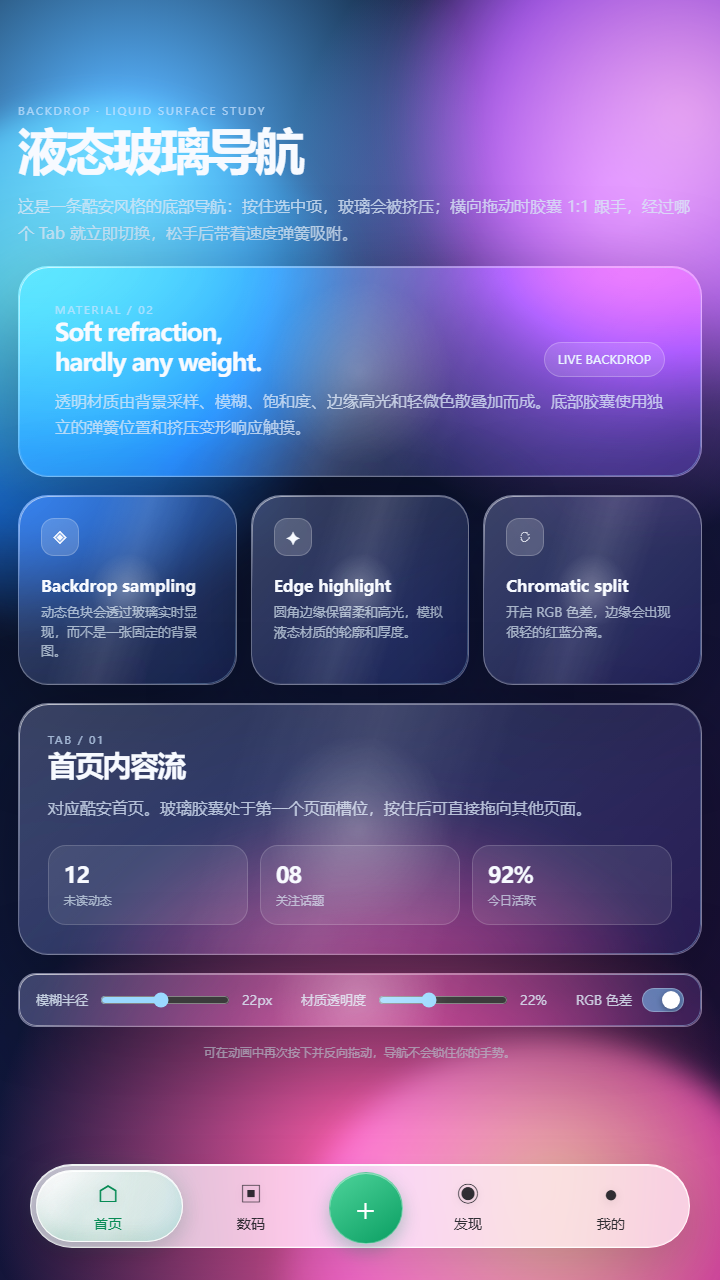 BACKDROP · LIQUID SURFACE STUDY
液态玻璃导航
这是一条酷安风格的底部导航：按住选中项，玻璃会被挤压；横向拖动时胶囊 1:1 跟手，经过哪
个 Tab 就立即切换，松手后带着速度弹簧吸附。
MATERIAL / 02
Soft refraction,
hardly any weight.
LIVE BACKDROP
透明材质由背景采样、模糊、饱和度、边缘高光和轻微色散叠加而成。底部胶囊使用独
立的弹簧位置和挤压变形响应触摸。
Backdrop sampling
动态色块会透过玻璃实时显
现，而不是一张固定的背景
图。
Edge highlight
圆角边缘保留柔和高光，模拟
液态材质的轮廓和厚度。
Chromatic split
开启 RGB 色差，边缘会出现
很轻的红蓝分离。
TAB / 01
首页内容流
对应酷安首页。玻璃胶囊处于第一个页面槽位，按住后可直接拖向其他页面。
12
未读动态
08
关注话题
92%
今日活跃
模糊半径 22px 材质透明度 22% RGB 色差
可在动画中再次按下并反向拖动，导航不会锁住你的手势。
首页 数码 + 发现 我的